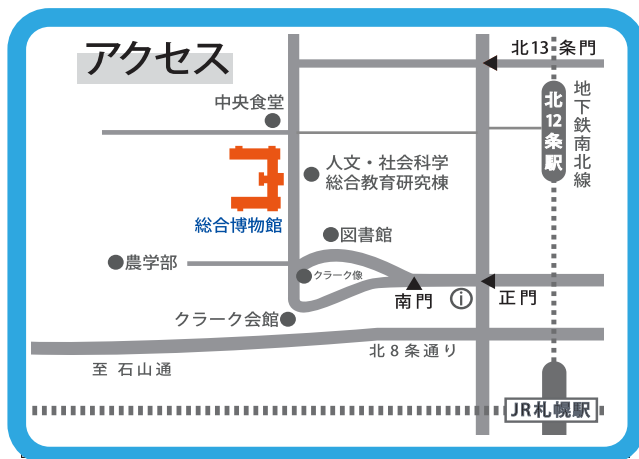 アクセス
北13条門
中央食堂
北12条駅
地下鉄南北線
人文・社会科学
総合教育研究棟
総合博物館
図書館
農学部
クラーク像
南門
i
正門
クラーク会館
北8条通り
至 石山通
JR札幌駅